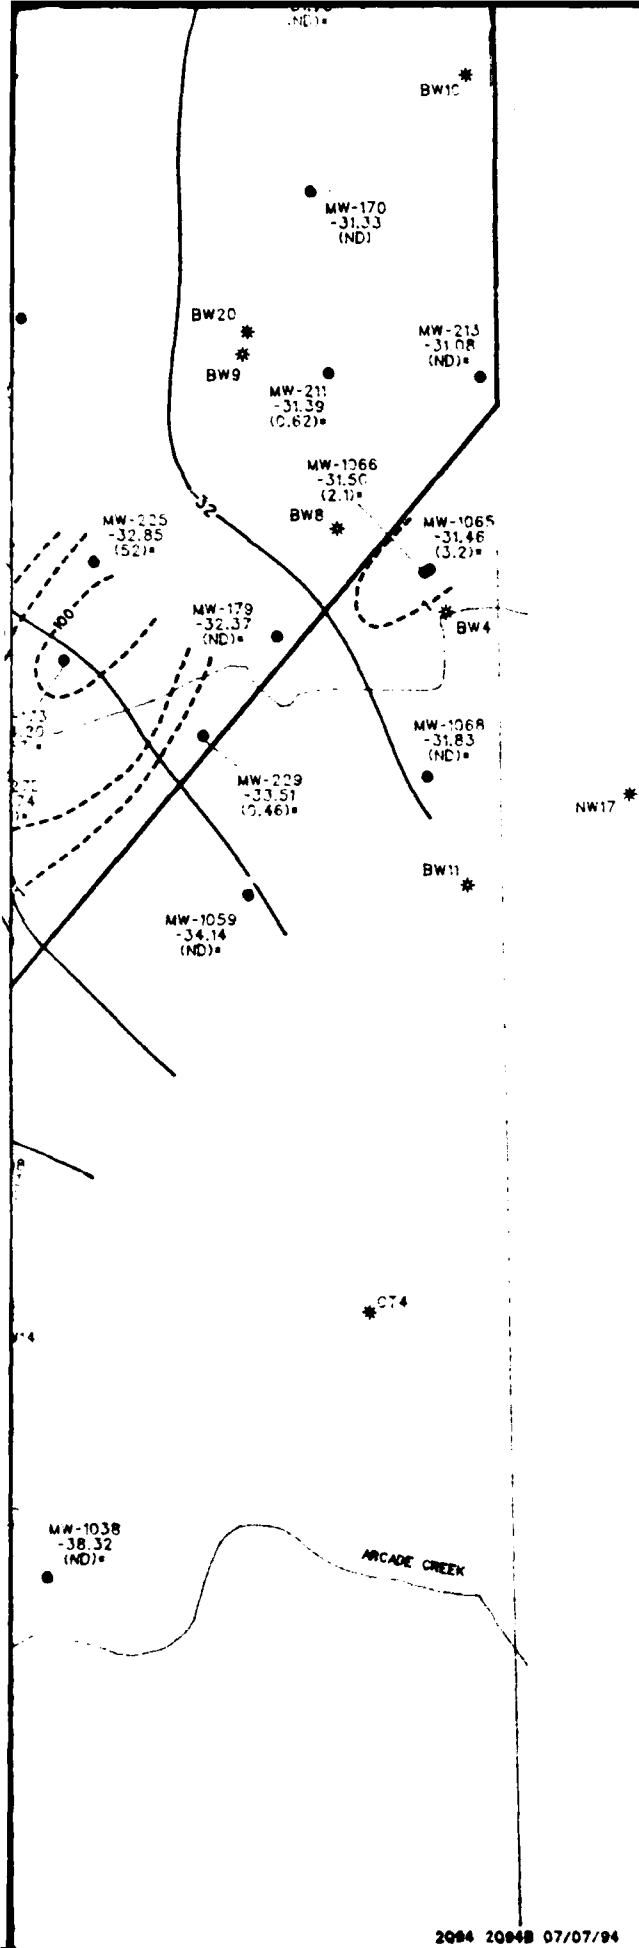 (ND)*
BW10
MW-170
-31.33
(ND)
BW20
BW9
MW-213
-31.08
(ND)*
MW-211
-31.39
(0.62)*
MW-1066
-31.50
(2.1)*
-32
BW8
MW-1065
-31.46
(3.2)*
MW-225
-32.85
(52)*
100
MW-179
-32.37
(ND)*
BW4
MW-1068
-31.83
(ND)*
MW-229
-33.51
(0.46)*
NW17
BW11
MW-1059
-34.14
(ND)*
CT4
MW-1038
-38.32
(ND)*
ARCADE CREEK
2094 2094B 07/07/94